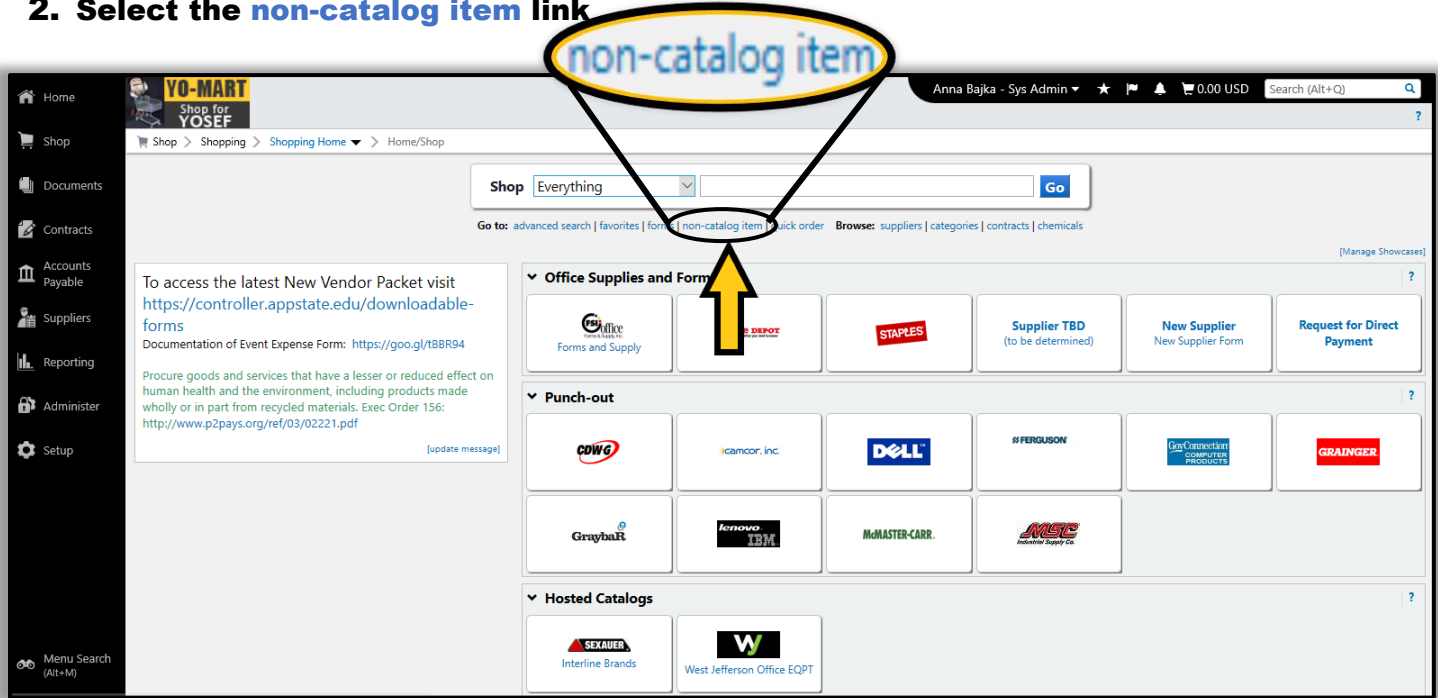 2. Select the non-catalog item link
non-catalog item
Home
Shop
Documents
Contracts
Accounts
Payable
Suppliers
Reporting
Administer
Setup
Menu Search
(Alt+M)
YO-MART
Shop for
YOSEF
Anna Bajka - Sys Admin
0.00 USD
Search (Alt+Q)
?
Shop > Shopping > Shopping Home > Home/Shop
Shop Everything Go
Go to: advanced search | favorites | forms | non-catalog item | quick order Browse: suppliers | categories | contracts | chemicals
[Manage Showcases]
To access the latest New Vendor Packet visit
https://controller.appstate.edu/downloadable-
forms
Documentation of Event Expense Form: https://goo.gl/tBBR94
Procure goods and services that have a lesser or reduced effect on
human health and the environment, including products made
wholly or in part from recycled materials. Exec Order 156:
http://www.p2pays.org/ref/03/02221.pdf
[update message]
Office Supplies and Form
?
FSIoffice
Forms and Supply
DEPOT
STAPLES
Supplier TBD
(to be determined)
New Supplier
New Supplier Form
Request for Direct
Payment
Punch-out
?
CDWG
camcor, inc.
DELL
FERGUSON
GovConnection
COMPUTER
PRODUCTS
GRAINGER
GraybaR
lenovo
IBM
McMASTER-CARR.
MSC
Industrial Supply Co.
Hosted Catalogs
?
SEXAUER
Interline Brands
W
West Jefferson Office EQPT